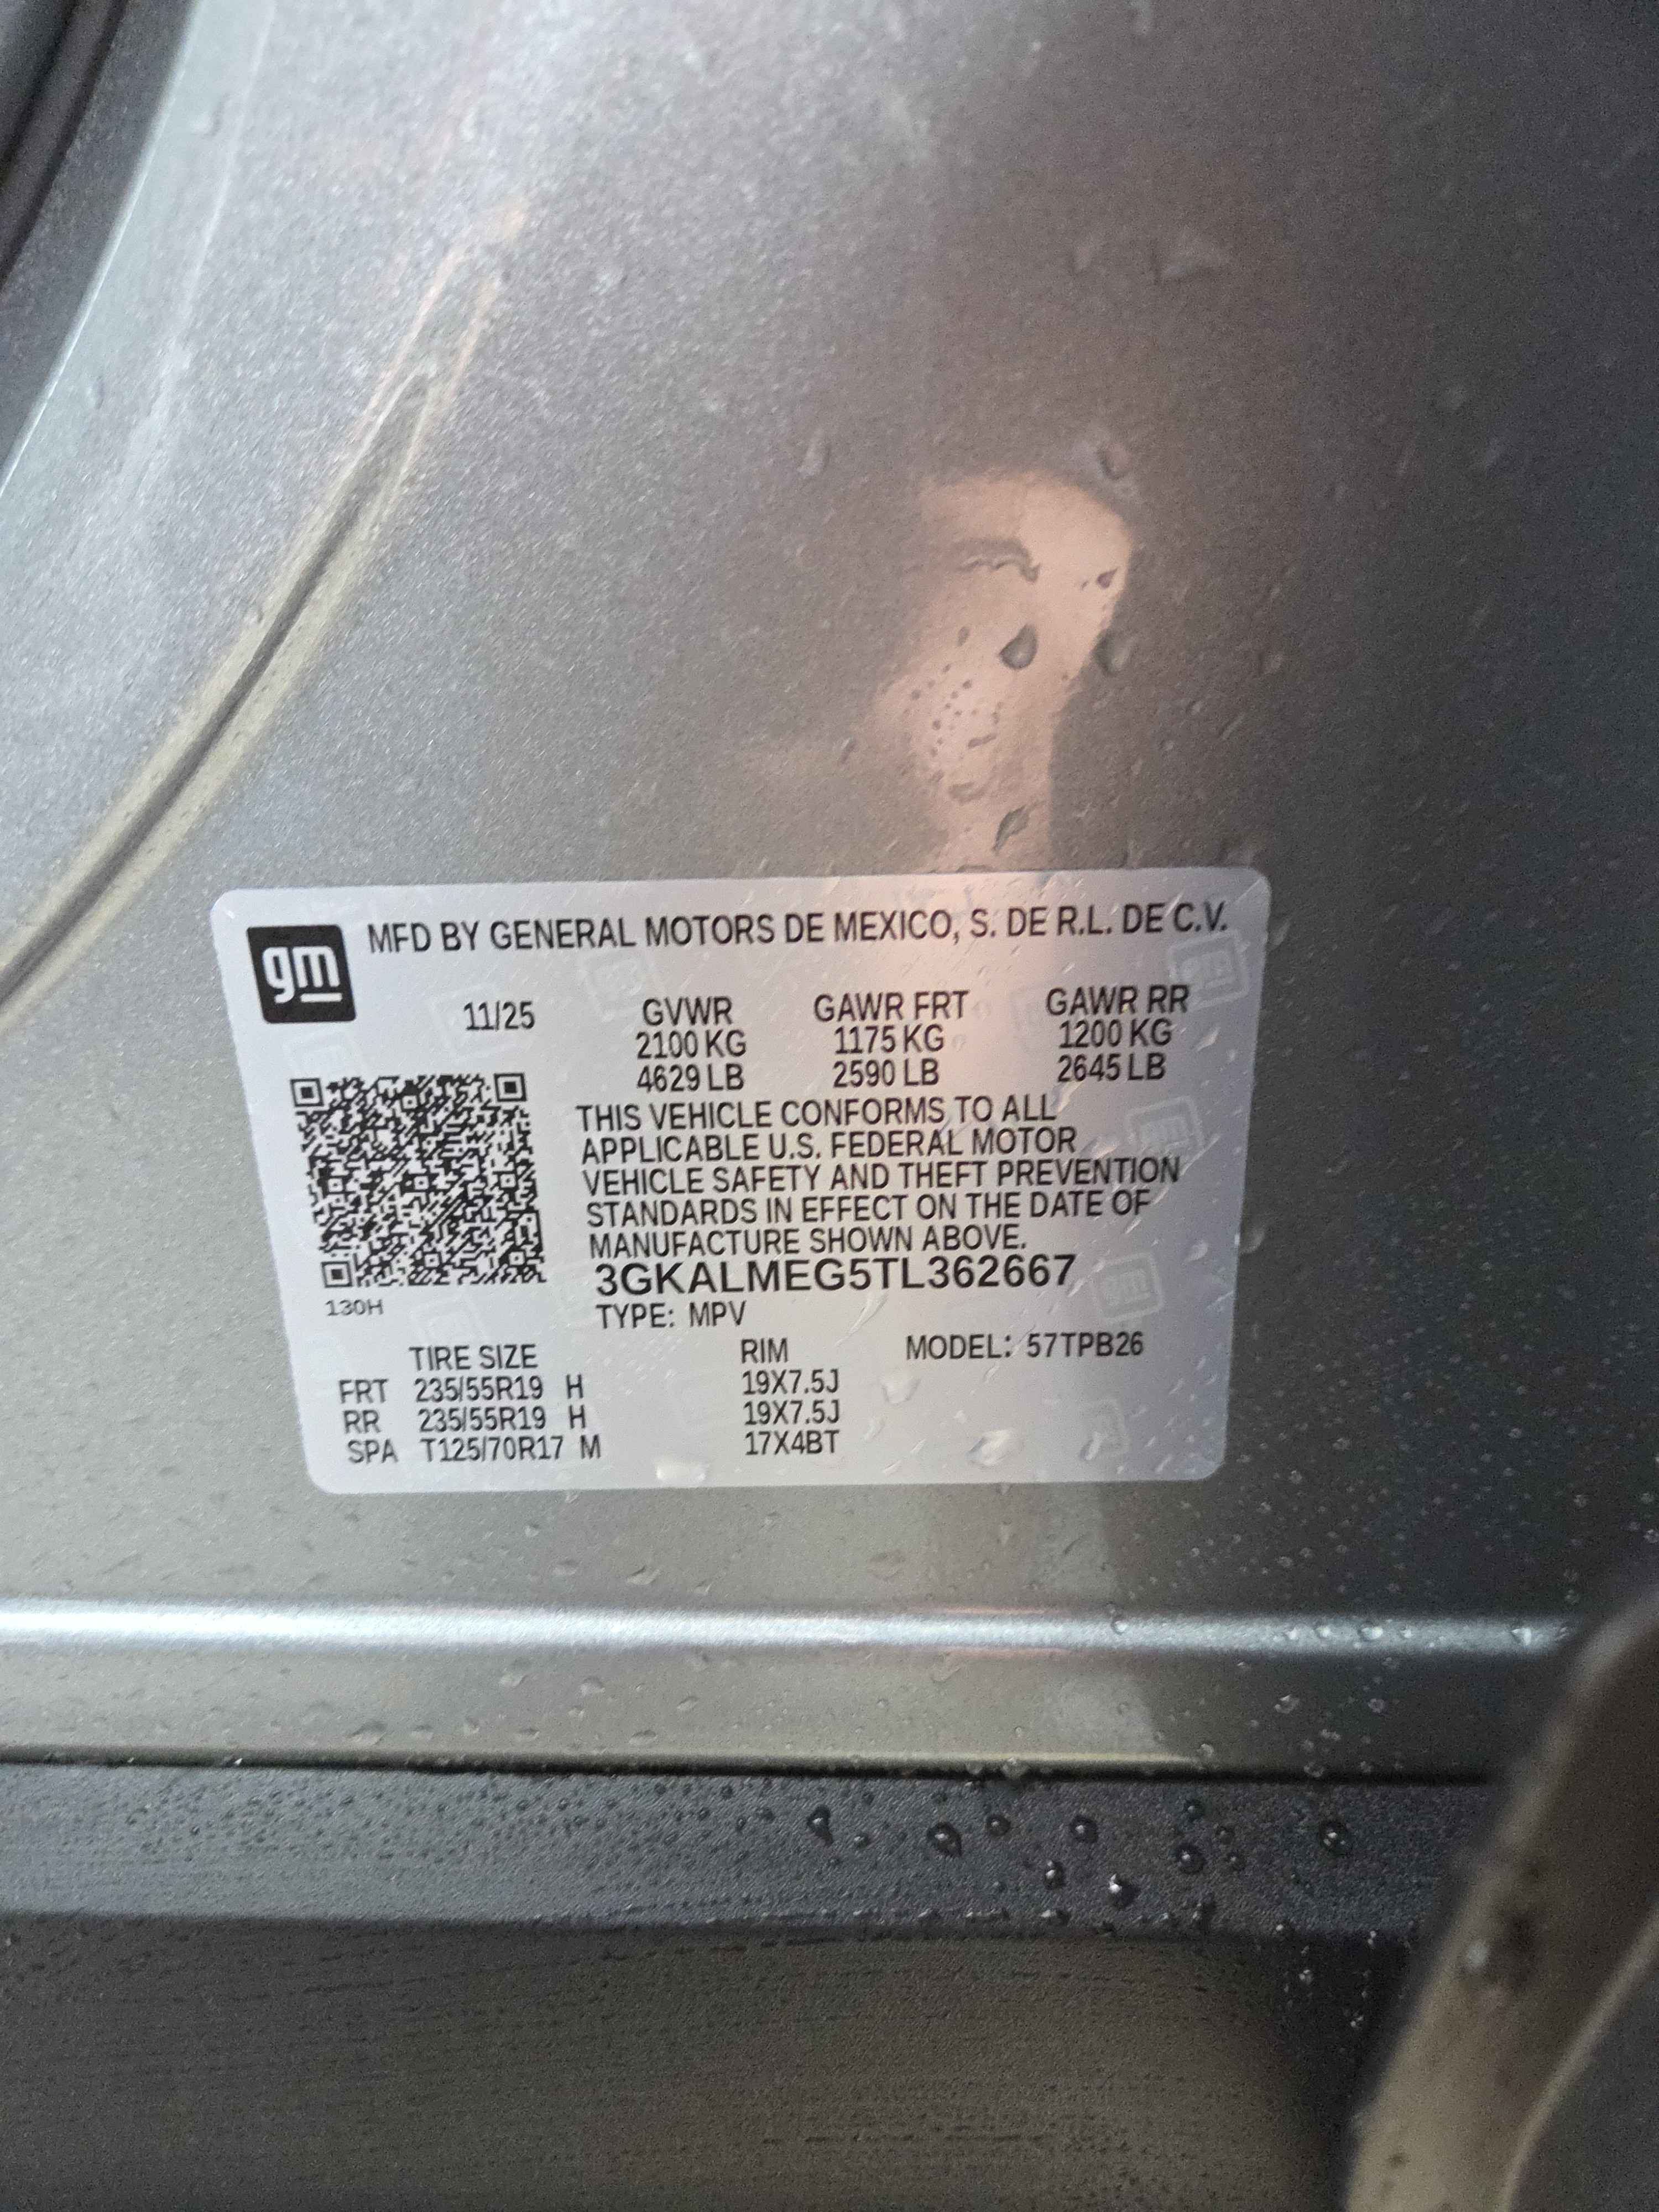 gm MFD BY GENERAL MOTORS DE MEXICO, S. DE R.L. DE C.V.
11/25 GVWR GAWR FRT GAWR RR
2100 KG 1175 KG 1200 KG
4629 LB 2590 LB 2645 LB
THIS VEHICLE CONFORMS TO ALL
APPLICABLE U.S. FEDERAL MOTOR
VEHICLE SAFETY AND THEFT PREVENTION
STANDARDS IN EFFECT ON THE DATE OF
MANUFACTURE SHOWN ABOVE.
3GKALMEG5TL362667
130H
TYPE: MPV
TIRE SIZE RIM MODEL: 57TPB26
FRT 235/55R19 H 19X7.5J
RR 235/55R19 H 19X7.5J
SPA T125/70R17 M 17X4BT